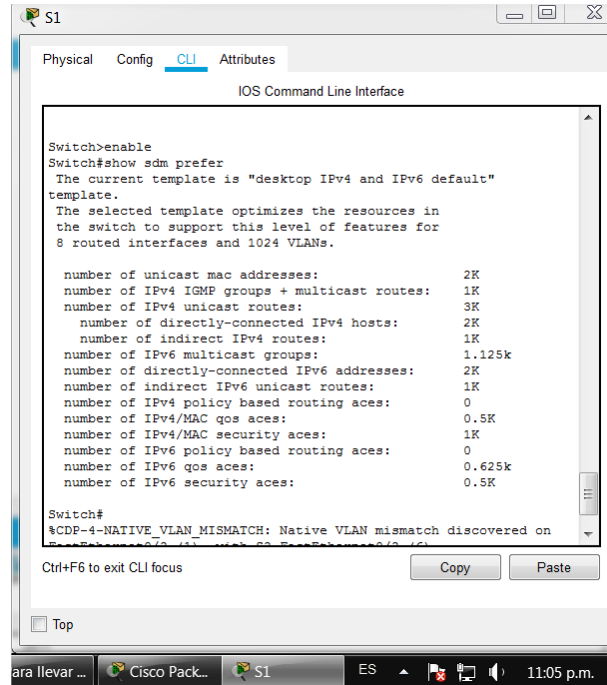 S1
Physical Config CLI Attributes
IOS Command Line Interface
Switch>enable
Switch#show sdm prefer
The current template is "desktop IPv4 and IPv6 default"
template.
The selected template optimizes the resources in
the switch to support this level of features for
8 routed interfaces and 1024 VLANs.
number of unicast mac addresses: 2K
number of IPv4 IGMP groups + multicast routes: 1K
number of IPv4 unicast routes: 3K
number of directly-connected IPv4 hosts: 2K
number of indirect IPv4 routes: 1K
number of IPv6 multicast groups: 1.125k
number of directly-connected IPv6 addresses: 2K
number of indirect IPv6 unicast routes: 1K
number of IPv4 policy based routing aces: 0
number of IPv4/MAC qos aces: 0.5K
number of IPv4/MAC security aces: 1K
number of IPv6 policy based routing aces: 0
number of IPv6 qos aces: 0.625k
number of IPv6 security aces: 0.5K
Switch#
%CDP-4-NATIVE_VLAN_MISMATCH: Native VLAN mismatch discovered on
Ctrl+F6 to exit CLI focus Copy Paste
Top
ara llevar ... Cisco Pack... S1 ES 11:05 p.m.